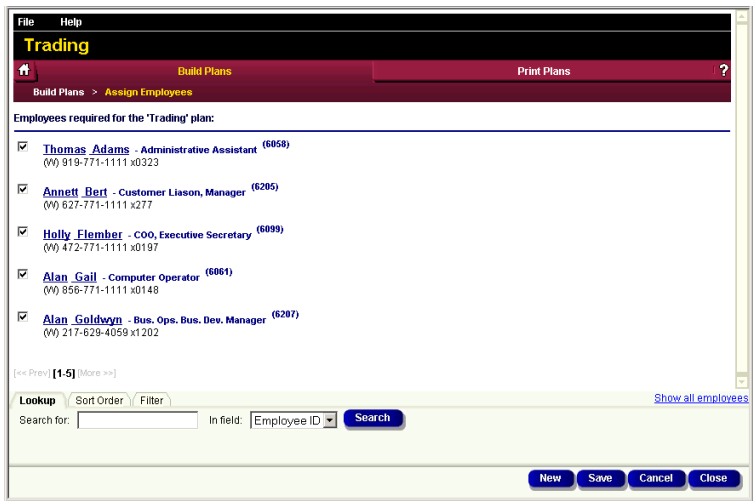 File Help
Trading
Build Plans Print Plans ?
Build Plans > Assign Employees
Employees required for the 'Trading' plan:
Thomas Adams - Administrative Assistant (6058)
(W) 919-771-1111 x0323
Annett Bert - Customer Liason, Manager (6205)
(W) 627-771-1111 x277
Holly Flember - COO, Executive Secretary (6099)
(W) 472-771-1111 x0197
Alan Gail - Computer Operator (6061)
(W) 856-771-1111 x0148
Alan Goldwyn - Bus. Ops. Bus. Dev. Manager (6207)
(W) 217-629-4059 x1202
[<< Prev] [1-5] [More >>]
Lookup Sort Order Filter Show all employees
Search for: In field: Employee ID Search
New Save Cancel Close